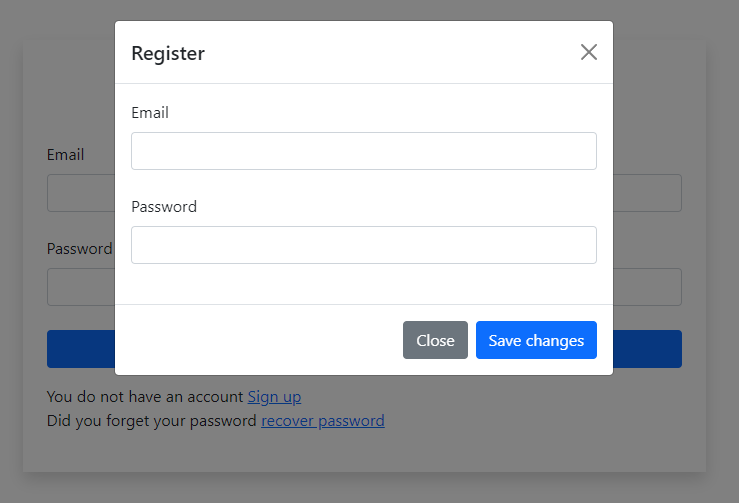 Register
Email
Password
Close Save changes
Email
Password
You do not have an account Sign up
Did you forget your password recover password